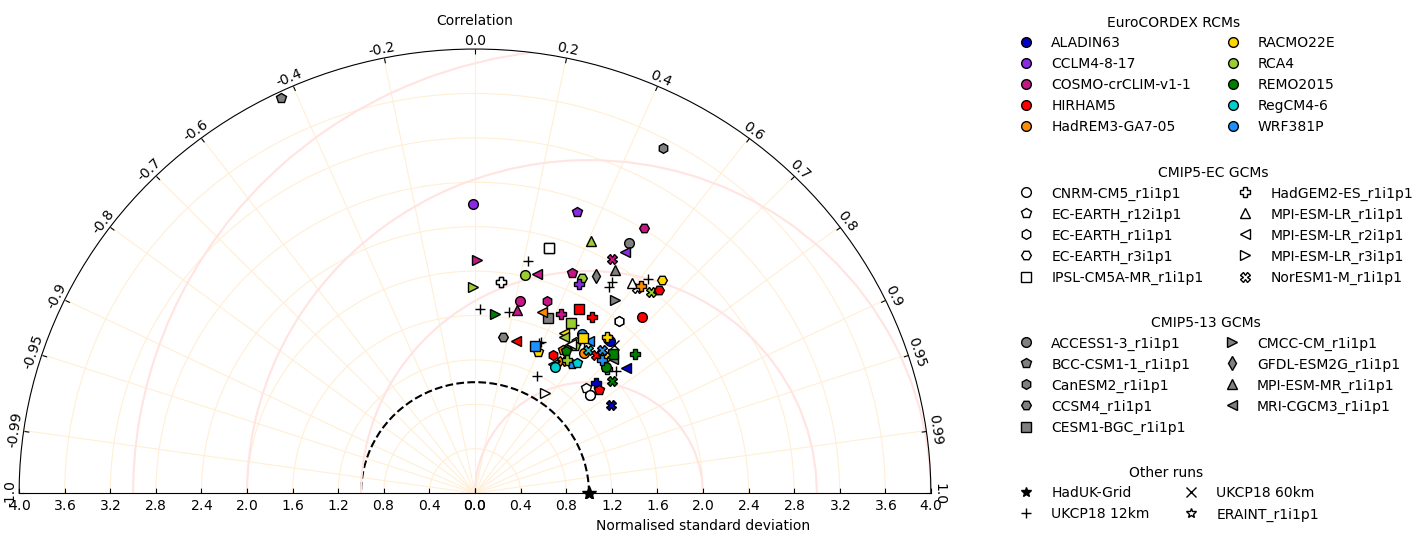 Correlation
0.0
-0.2
0.2
-0.4
0.4
-0.6
0.6
-0.7
0.7
-0.8
0.8
-0.9
0.9
-0.95
0.95
-0.99
0.99
-1.0
1.0
4.0 3.6 3.2 2.8 2.4 2.0 1.6 1.2 0.8 0.4 0.0 0.4 0.8 1.2 1.6 2.0 2.4 2.8 3.2 3.6 4.0
Normalised standard deviation
EuroCORDEX RCMs
ALADIN63 RACMO22E
CCLM4-8-17 RCA4
COSMO-crCLIM-v1-1 REMO2015
HIRHAM5 RegCM4-6
HadREM3-GA7-05 WRF381P
CMIP5-EC GCMs
CNRM-CM5_r1i1p1 HadGEM2-ES_r1i1p1
EC-EARTH_r12i1p1 MPI-ESM-LR_r1i1p1
EC-EARTH_r1i1p1 MPI-ESM-LR_r2i1p1
EC-EARTH_r3i1p1 MPI-ESM-LR_r3i1p1
IPSL-CM5A-MR_r1i1p1 NorESM1-M_r1i1p1
CMIP5-13 GCMs
ACCESS1-3_r1i1p1 CMCC-CM_r1i1p1
BCC-CSM1-1_r1i1p1 GFDL-ESM2G_r1i1p1
CanESM2_r1i1p1 MPI-ESM-MR_r1i1p1
CCSM4_r1i1p1 MRI-CGCM3_r1i1p1
CESM1-BGC_r1i1p1
Other runs
HadUK-Grid UKCP18 60km
UKCP18 12km ERAINT_r1i1p1